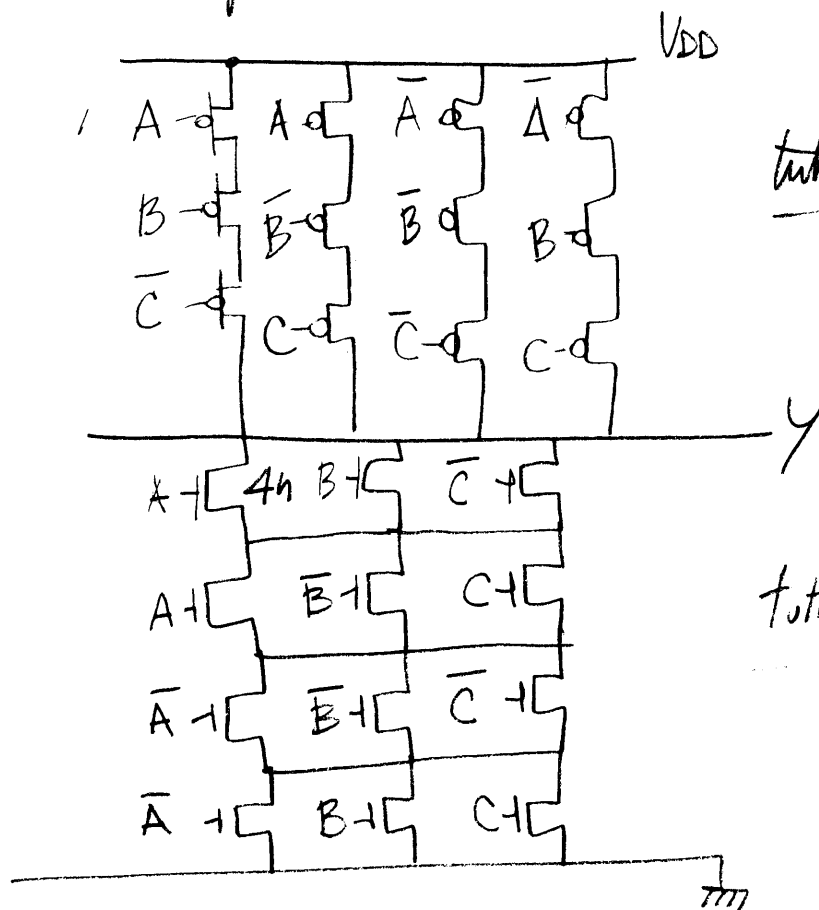 VDD
A A A̅ A̅
B B̅ B̅ B
C̅ C C̅ C
Y
A 4n B C̅
A B̅ C
A̅ B̅ C̅
A̅ B C